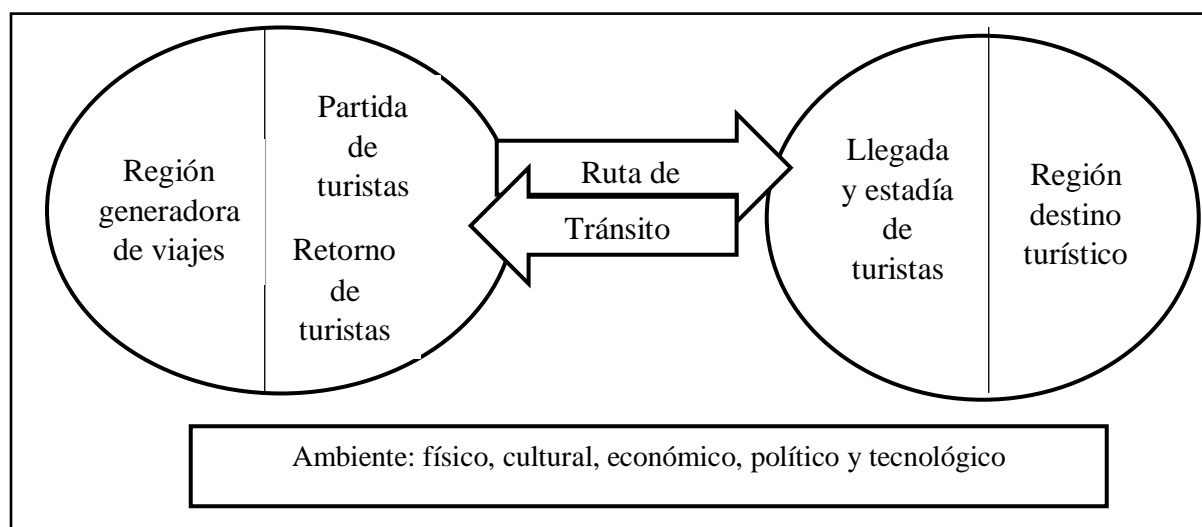 Región
generadora
de viajes
Partida
de
turistas
Retorno
de
turistas
Ruta de
Tránsito
Llegada
y estadía
de
turistas
Región
destino
turístico
Ambiente: físico, cultural, económico, político y tecnológico